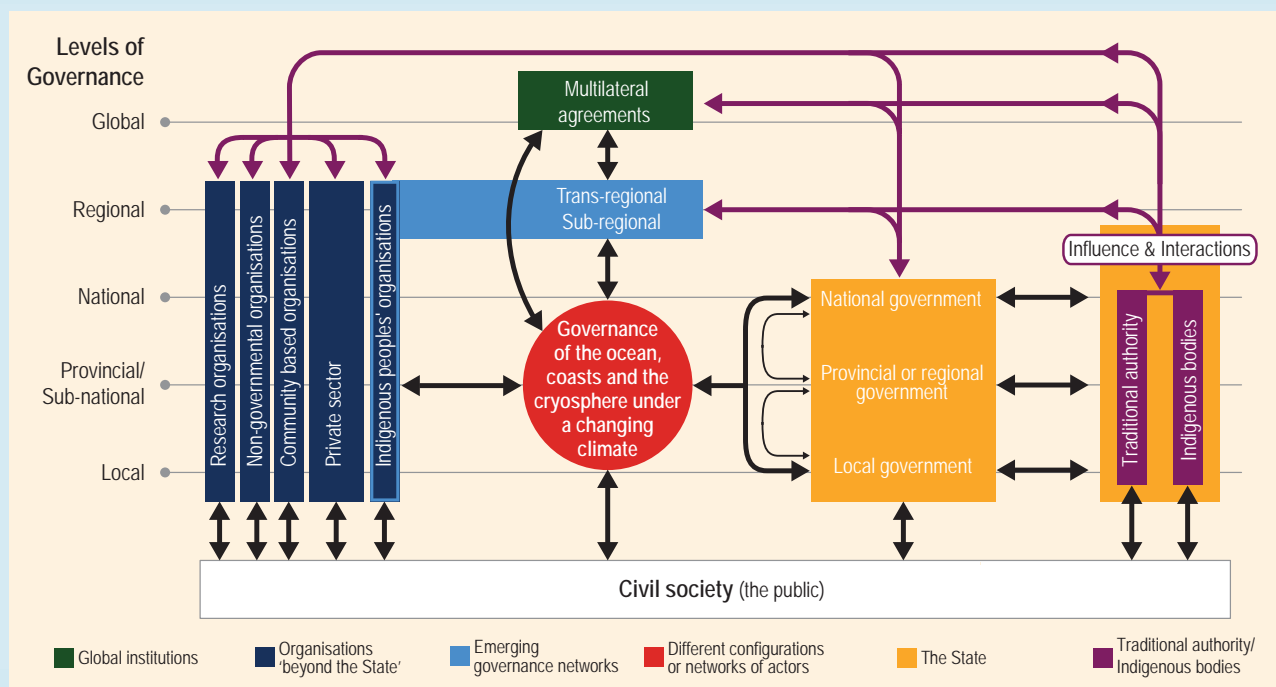 Levels of
Governance
Global
Regional
National
Provincial/
Sub-national
Local
Multilateral
agreements
Trans-regional
Sub-regional
Research organisations
Non-governmental organisations
Community based organisations
Private sector
Indigenous peoples' organisations
Governance
of the ocean,
coasts and the
cryosphere under
a changing
climate
National government
Provincial or regional
government
Local government
Influence & Interactions
Traditional authority
Indigenous bodies
Civil society (the public)
Global institutions
Organisations
'beyond the State'
Emerging
governance networks
Different configurations
or networks of actors
The State
Traditional authority/
Indigenous bodies